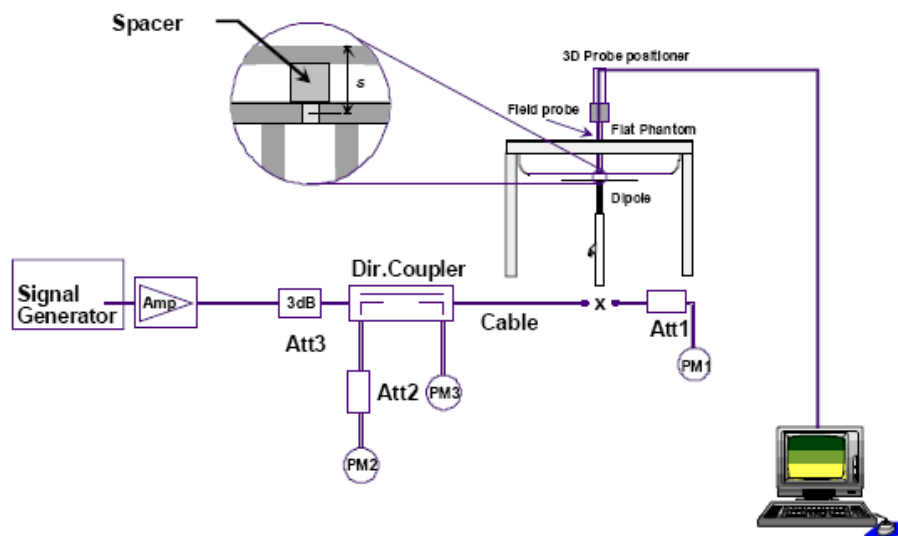 Spacer
s
3D Probe positioner
Field probe
Flat Phantom
Dipole
Signal
Generator
Amp
3dB
Att3
Dir.Coupler
Cable
x
Att1
PM1
Att2
PM3
PM2